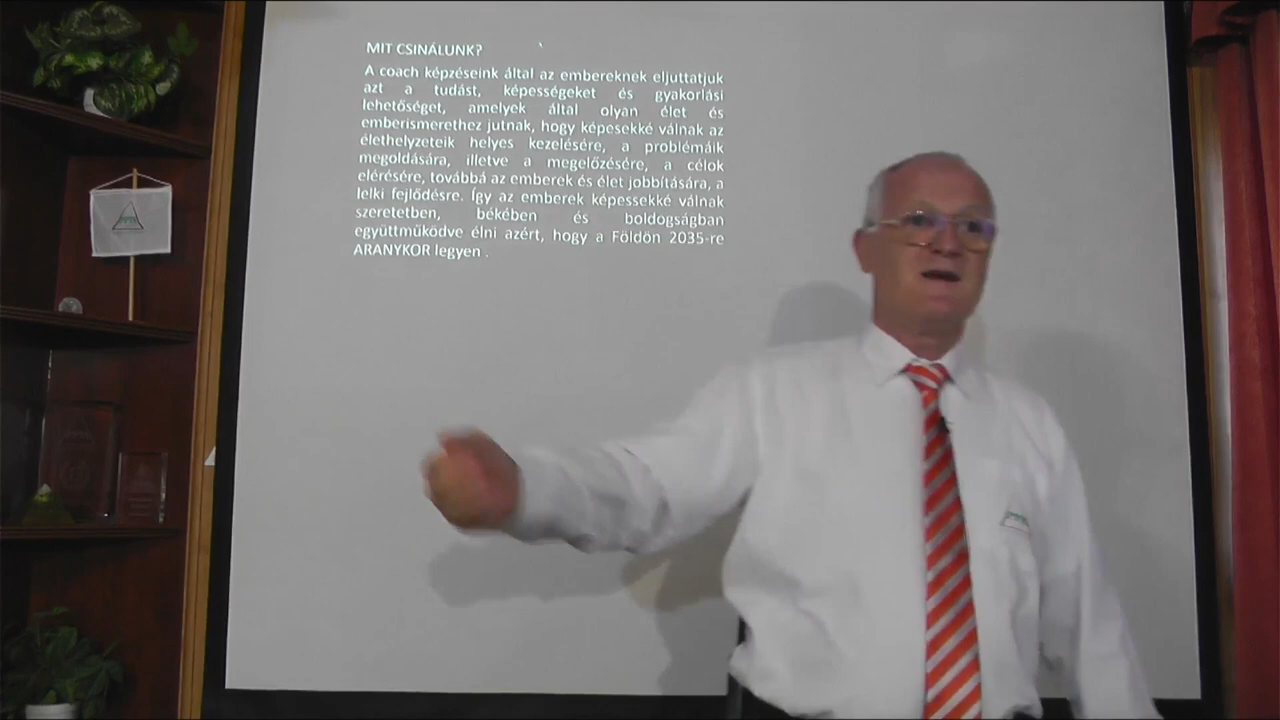 MIT CSINÁLUNK?
A coach képzéseink által az embereknek eljuttatjuk
azt a tudást, képességeket és gyakorlási
lehetőséget, amelyek által olyan élet és
emberismerethez jutnak, hogy képesekké válnak az
élethelyzeteik helyes kezelésére, a problémáik
megoldására, illetve a megelőzésére, a célok
elérésére, továbbá az emberek és élet jobbítására, a
lelki fejlődésre. Így az emberek képessekké válnak
szeretetben, békében és boldogságban
együttműködve élni azért, hogy a Földön 2035-re
ARANYKOR legyen .